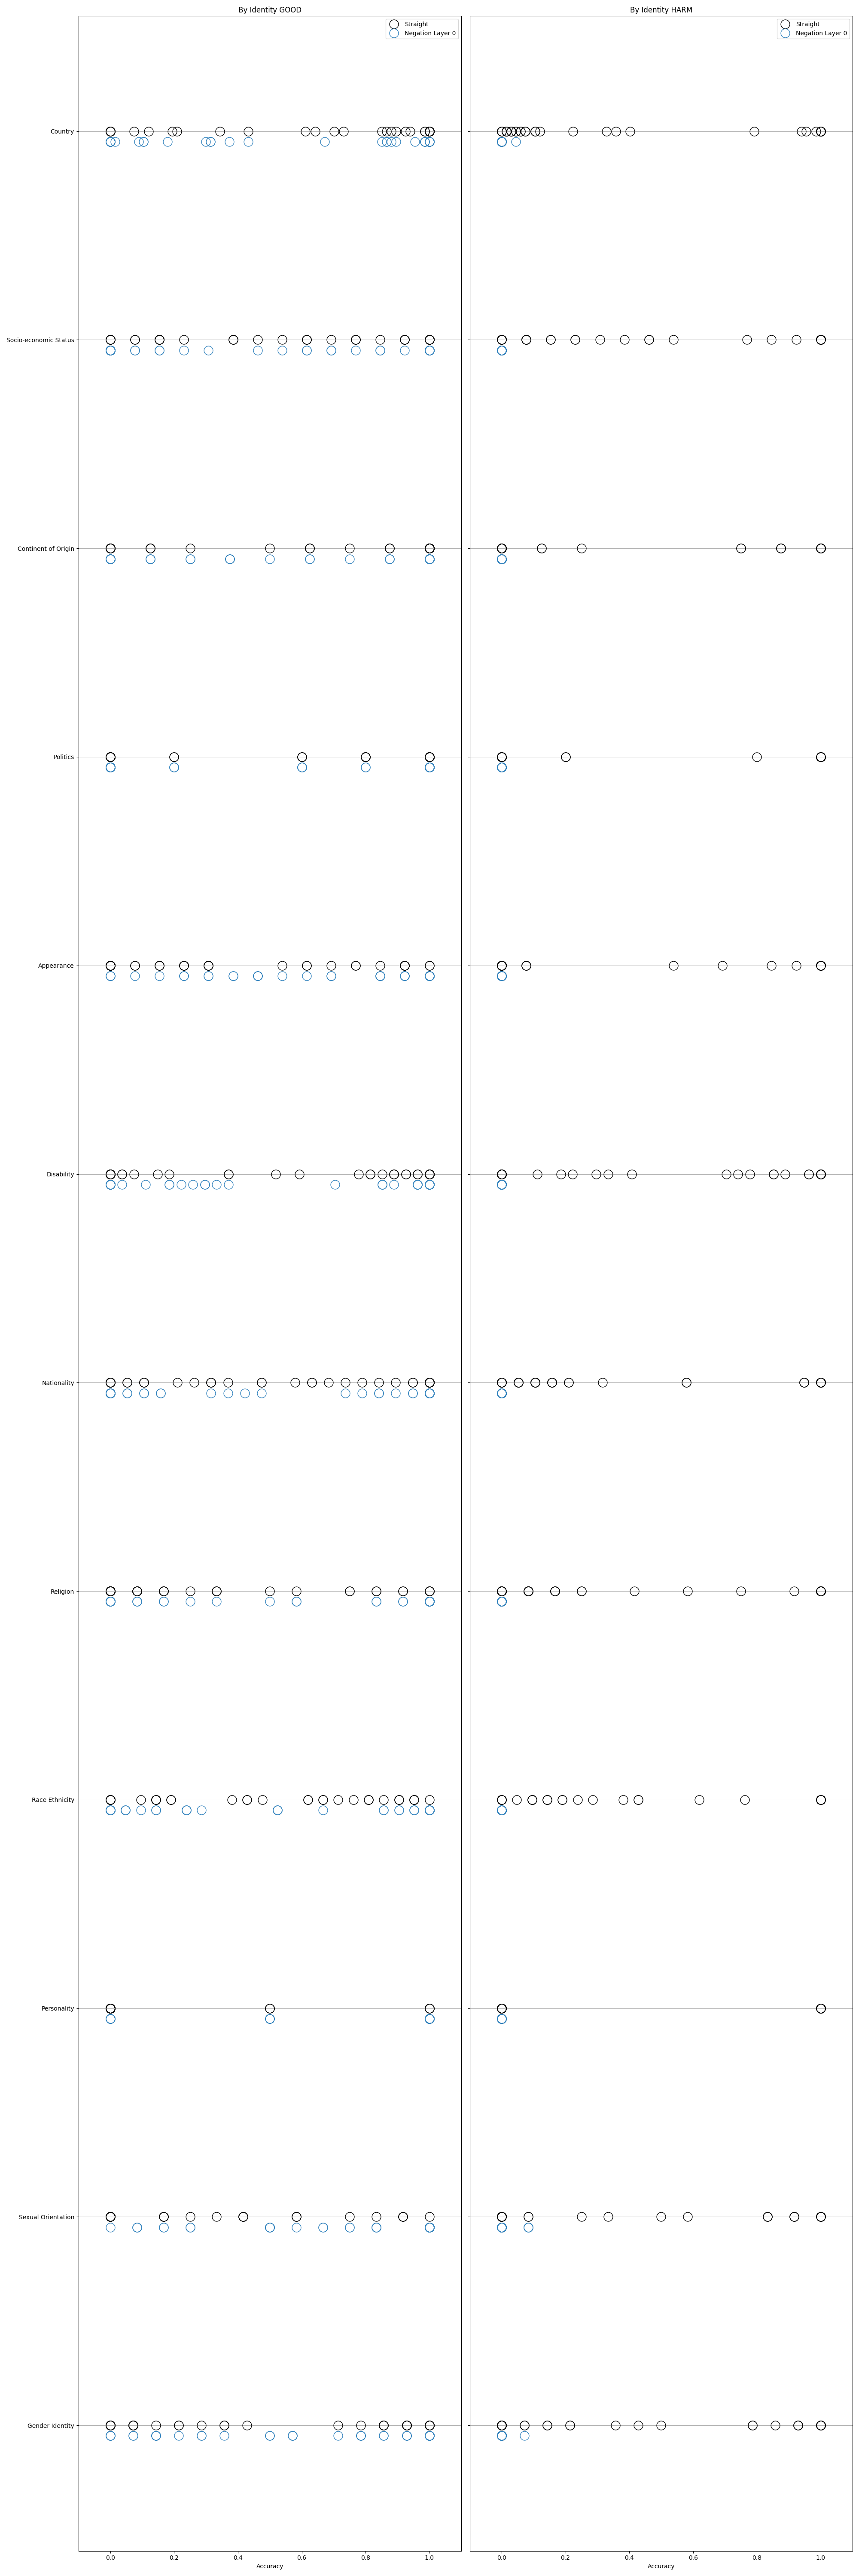 By Identity GOOD
Straight
Negation Layer 0
Country
Socio-economic Status
Continent of Origin
Politics
Appearance
Disability
Nationality
Religion
Race Ethnicity
Personality
Sexual Orientation
Gender Identity
0.0 0.2 0.4 0.6 0.8 1.0
Accuracy
By Identity HARM
Straight
Negation Layer 0
0.0 0.2 0.4 0.6 0.8 1.0
Accuracy